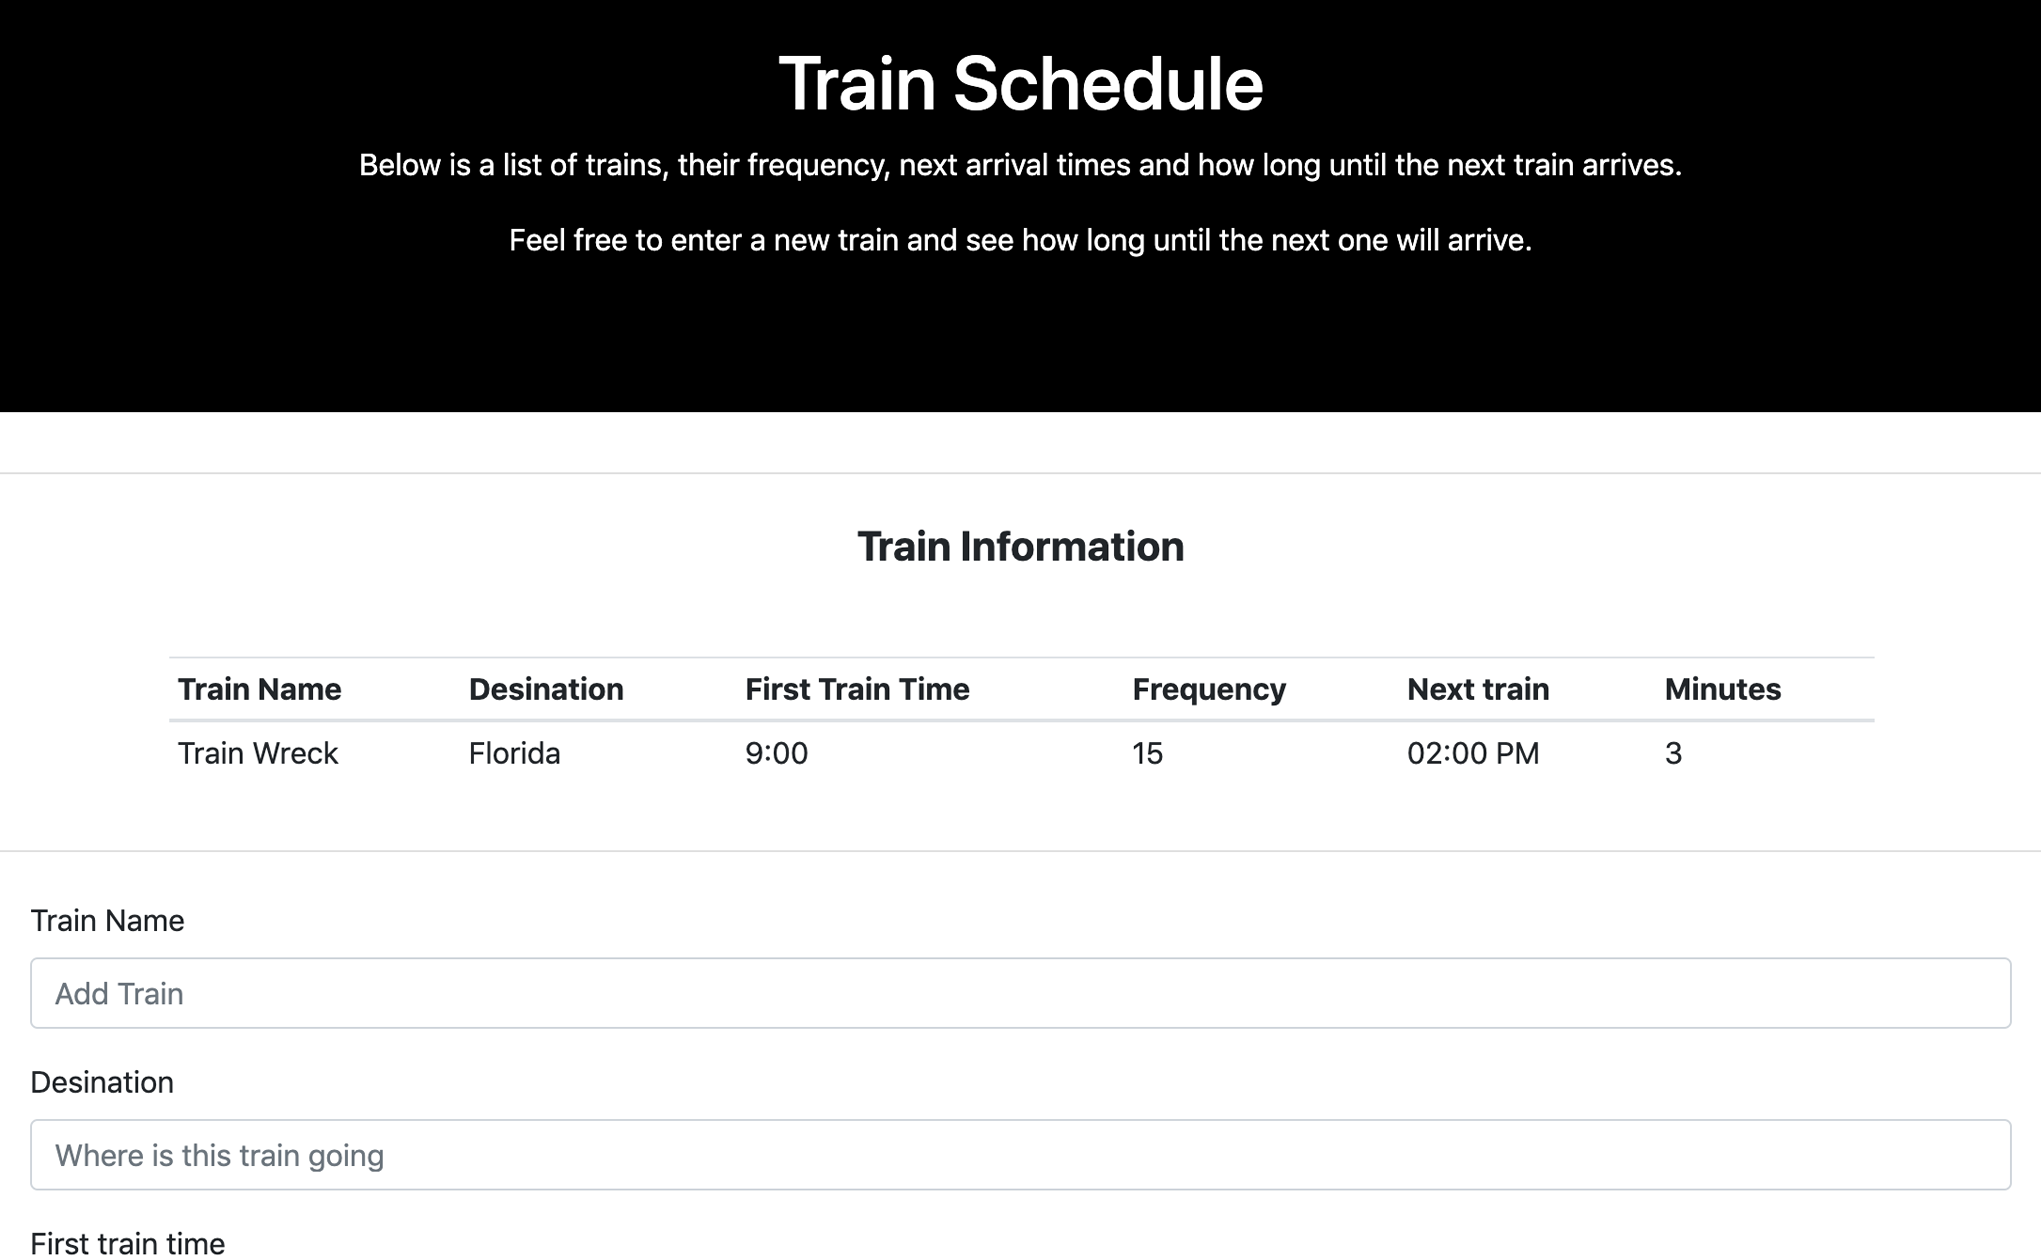 Train Schedule
Below is a list of trains, their frequency, next arrival times and how long until the next train arrives.
Feel free to enter a new train and see how long until the next one will arrive.
Train Information
Train Name Desination First Train Time Frequency Next train Minutes
Train Wreck Florida 9:00 15 02:00 PM 3
Train Name
Add Train
Desination
Where is this train going
First train time